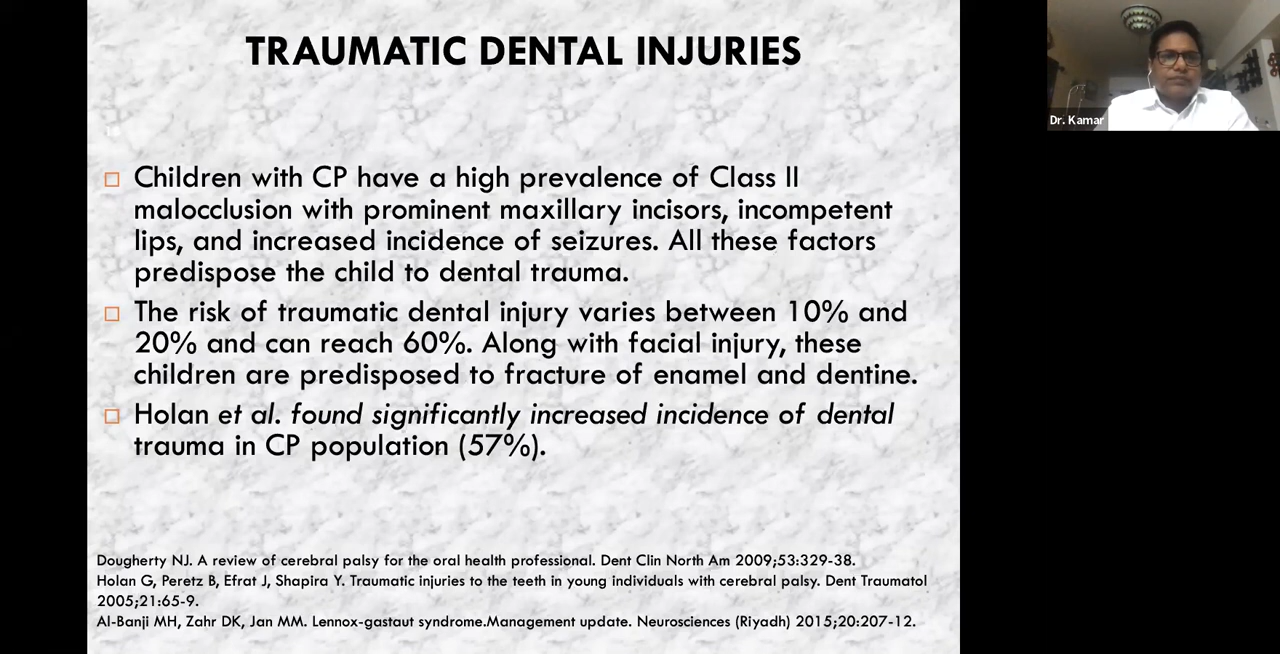 TRAUMATIC DENTAL INJURIES
Dr. Kamar
Children with CP have a high prevalence of Class II
malocclusion with prominent maxillary incisors, incompetent
lips, and increased incidence of seizures. All these factors
predispose the child to dental trauma.
The risk of traumatic dental injury varies between 10% and
20% and can reach 60%. Along with facial injury, these
children are predisposed to fracture of enamel and dentine.
Holan et al. found significantly increased incidence of dental
trauma in CP population (57%).
Dougherty NJ. A review of cerebral palsy for the oral health professional. Dent Clin North Am 2009;53:329-38.
Holan G, Peretz B, Efrat J, Shapira Y. Traumatic injuries to the teeth in young individuals with cerebral palsy. Dent Traumatol
2005;21:65-9.
Al-Banji MH, Zahr DK, Jan MM. Lennox-gastaut syndrome.Management update. Neurosciences (Riyadh) 2015;20:207-12.